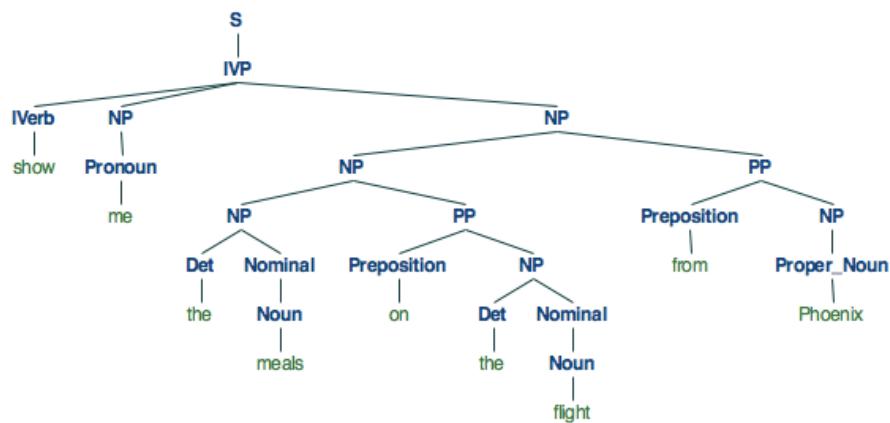 S
IVP
IVerb NP NP
show Pronoun NP PP
me NP PP Preposition NP
Det Nominal Preposition NP from Proper_Noun
the Noun on Det Nominal Phoenix
meals the Noun
flight